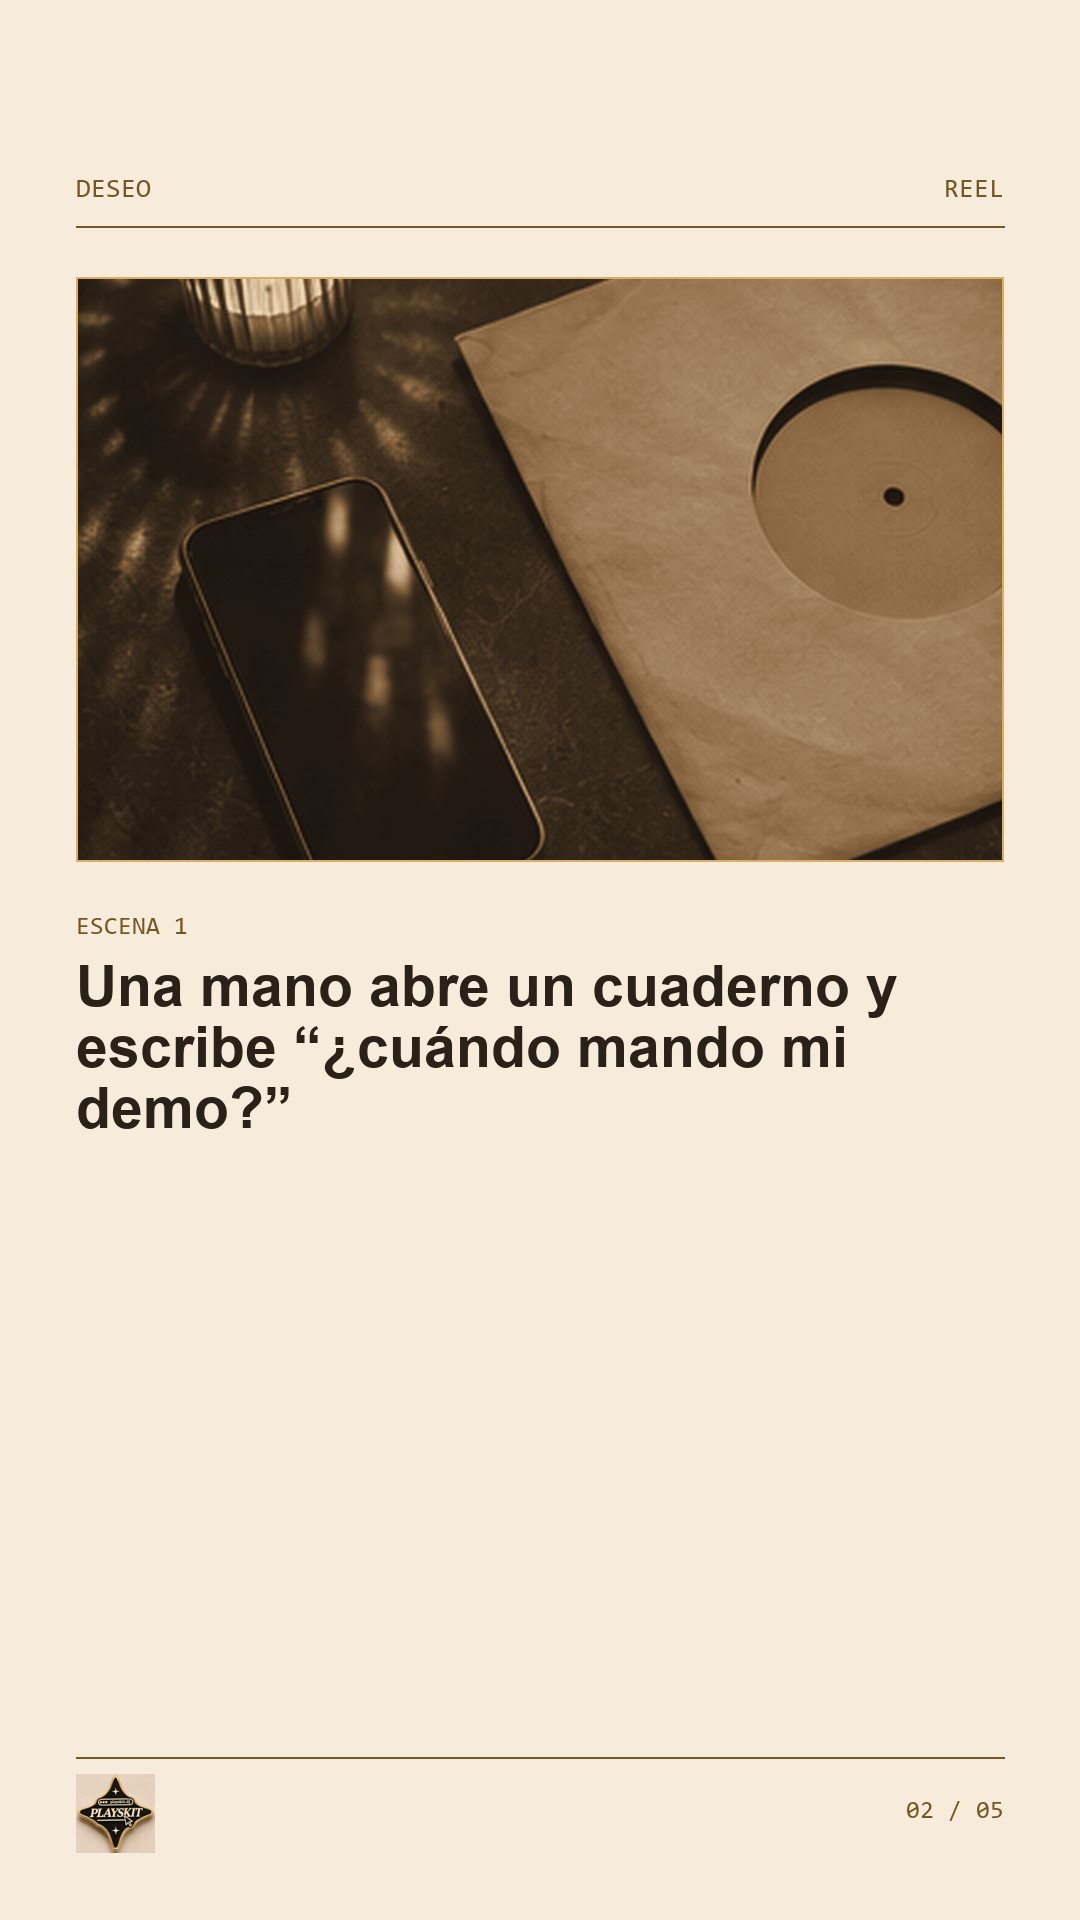 DESEO
REEL
ESCENA 1
Una mano abre un cuaderno y
escribe “¿cuándo mando mi
demo?”
PLAYSKIT
02 / 05